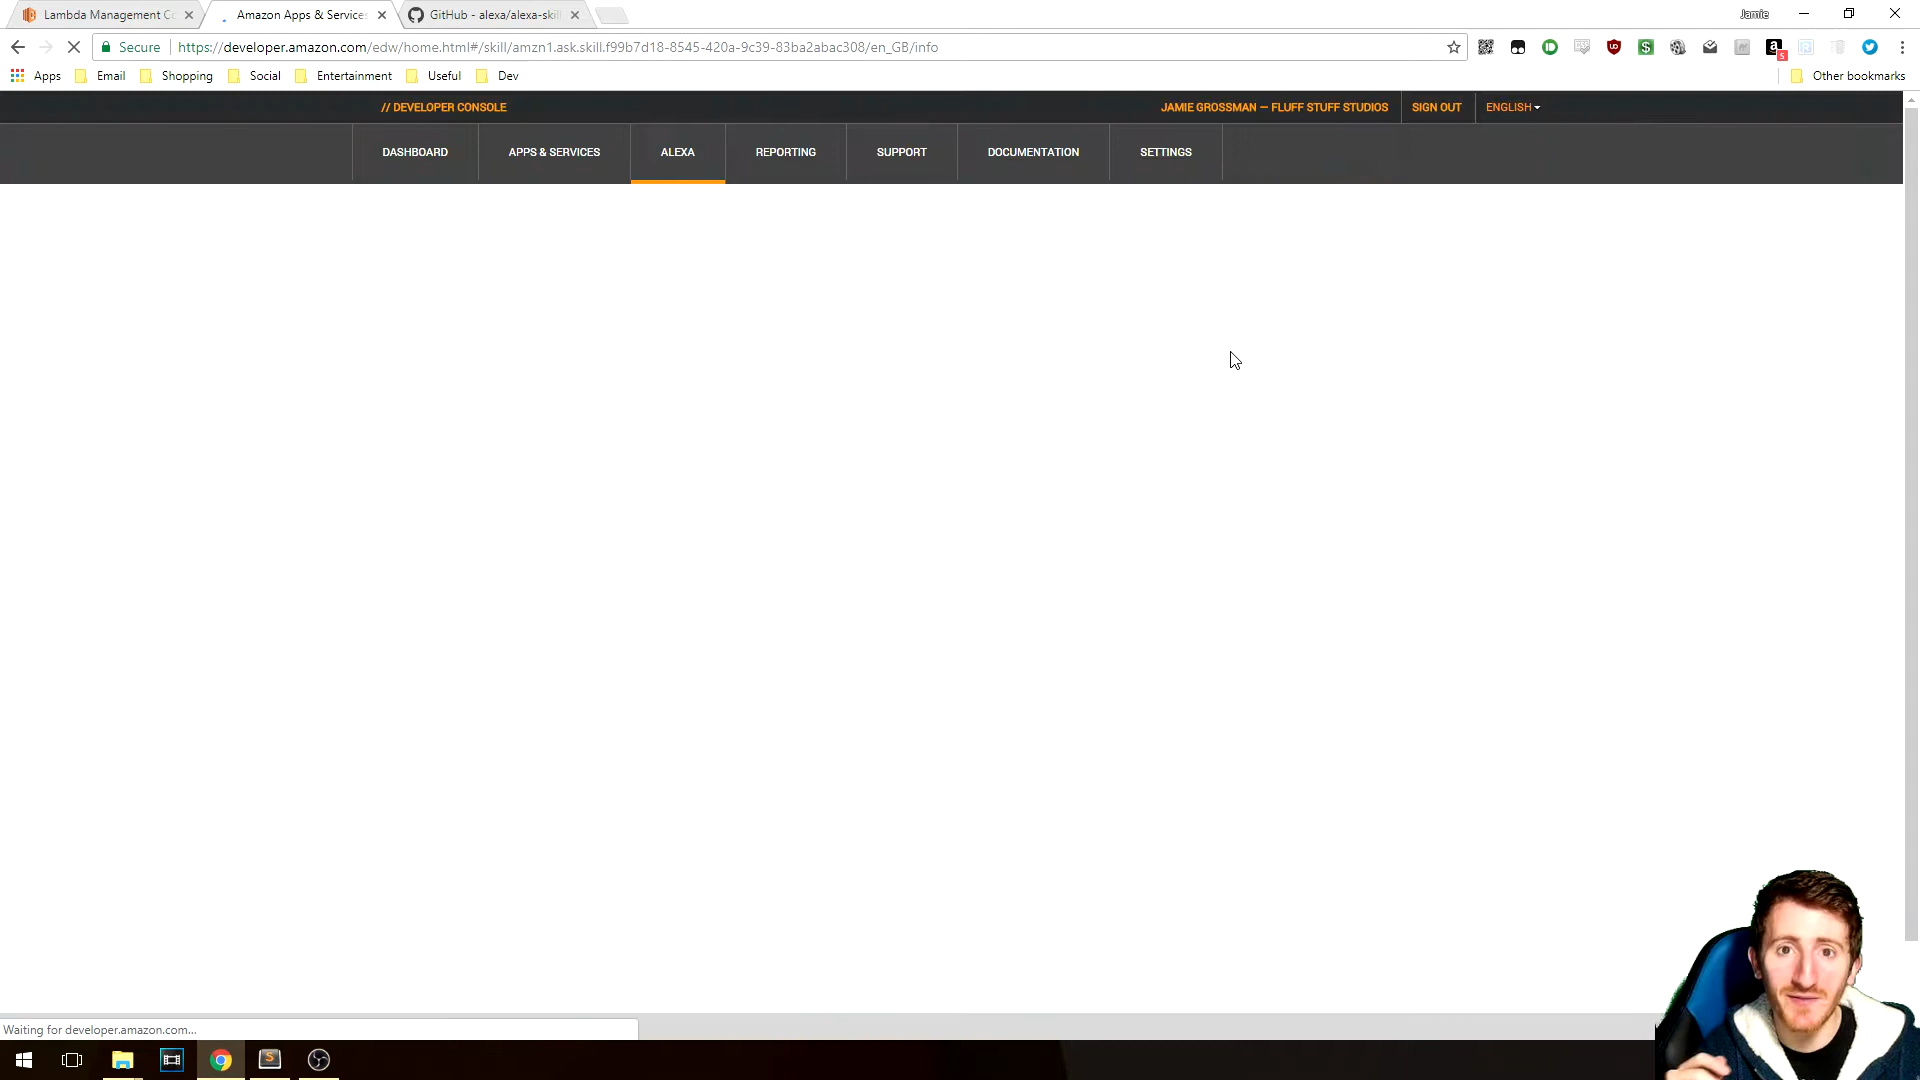 Lambda Management Co
Amazon Apps & Services
GitHub - alexa/alexa-skil
Jamie
Secure
https://developer.amazon.com/edw/home.html#/skill/amzn1.ask.skill.f99b7d18-8545-420a-9c39-83ba2abac308/en_GB/info
Apps
Email
Shopping
Social
Entertainment
Useful
Dev
Other bookmarks
// DEVELOPER CONSOLE
JAMIE GROSSMAN — FLUFF STUFF STUDIOS
SIGN OUT
ENGLISH
DASHBOARD
APPS & SERVICES
ALEXA
REPORTING
SUPPORT
DOCUMENTATION
SETTINGS
Waiting for developer.amazon.com...